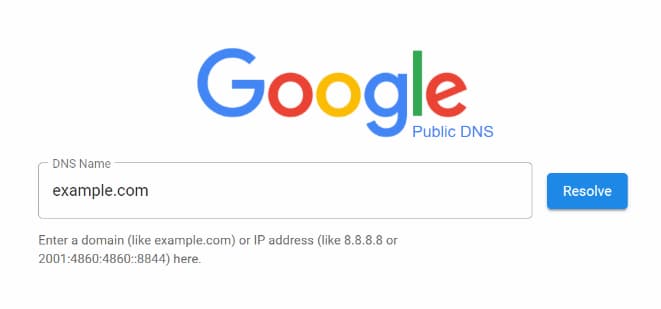 Google
Public DNS
DNS Name
example.com
Resolve
Enter a domain (like example.com) or IP address (like 8.8.8.8 or
2001:4860:4860::8844) here.